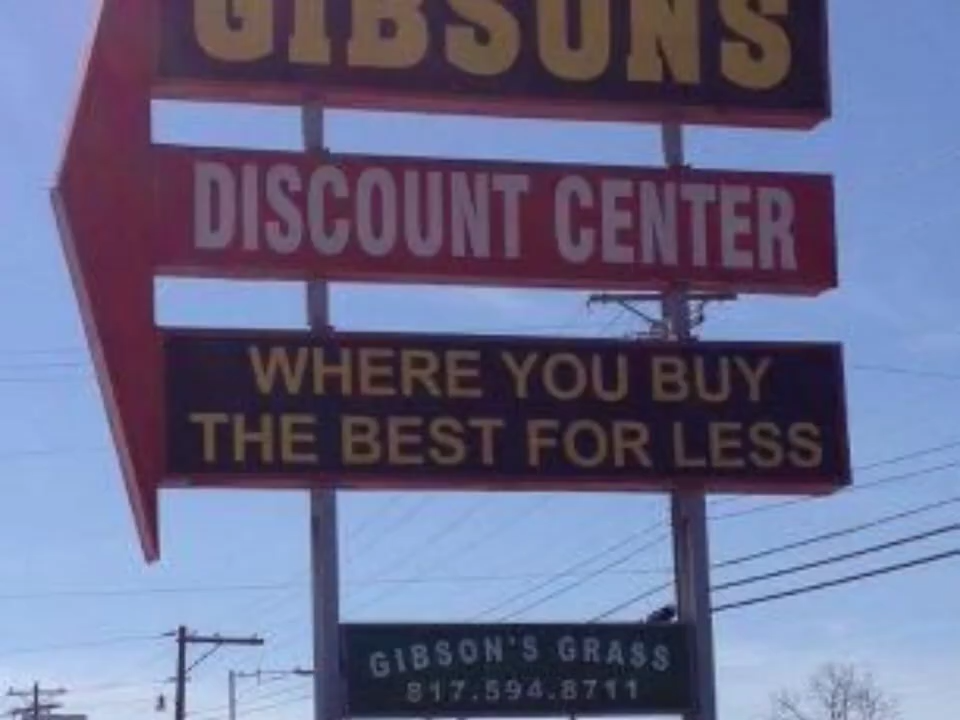 GIBSONS
DISCOUNT CENTER
WHERE YOU BUY
THE BEST FOR LESS
GIBSON'S GRASS
817.594.8711